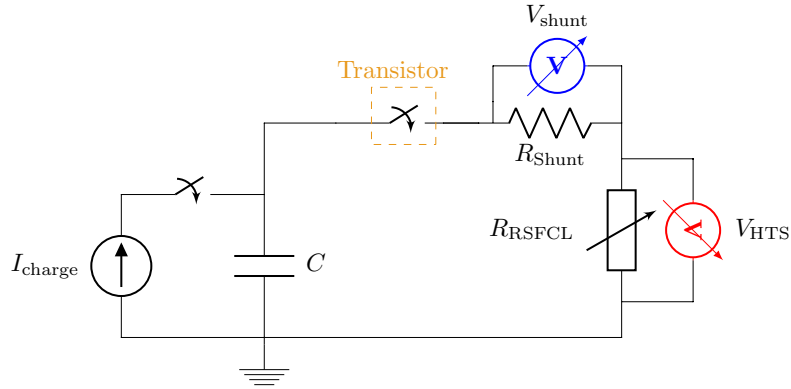 V_shunt
Transistor
V
R_Shunt
R_RSFCL
V
V_HTS
I_charge
C